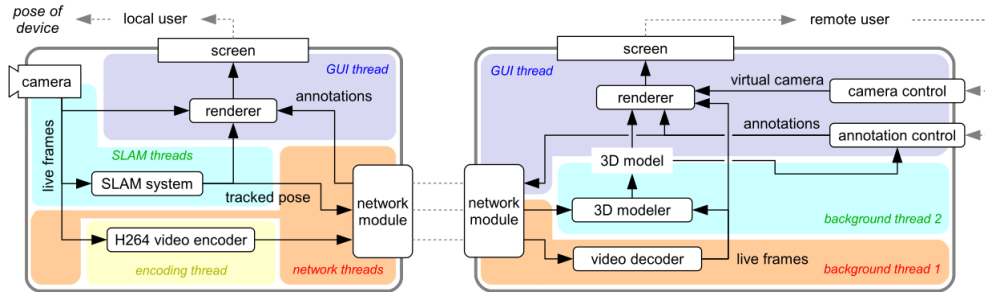 pose of
device
local user
screen
GUI thread
camera
renderer
annotations
live frames
SLAM threads
SLAM system
tracked pose
network
module
H264 video encoder
encoding thread
network threads
remote user
screen
GUI thread
virtual camera
camera control
renderer
annotations
annotation control
3D model
network
module
3D modeler
background thread 2
video decoder
live frames
background thread 1